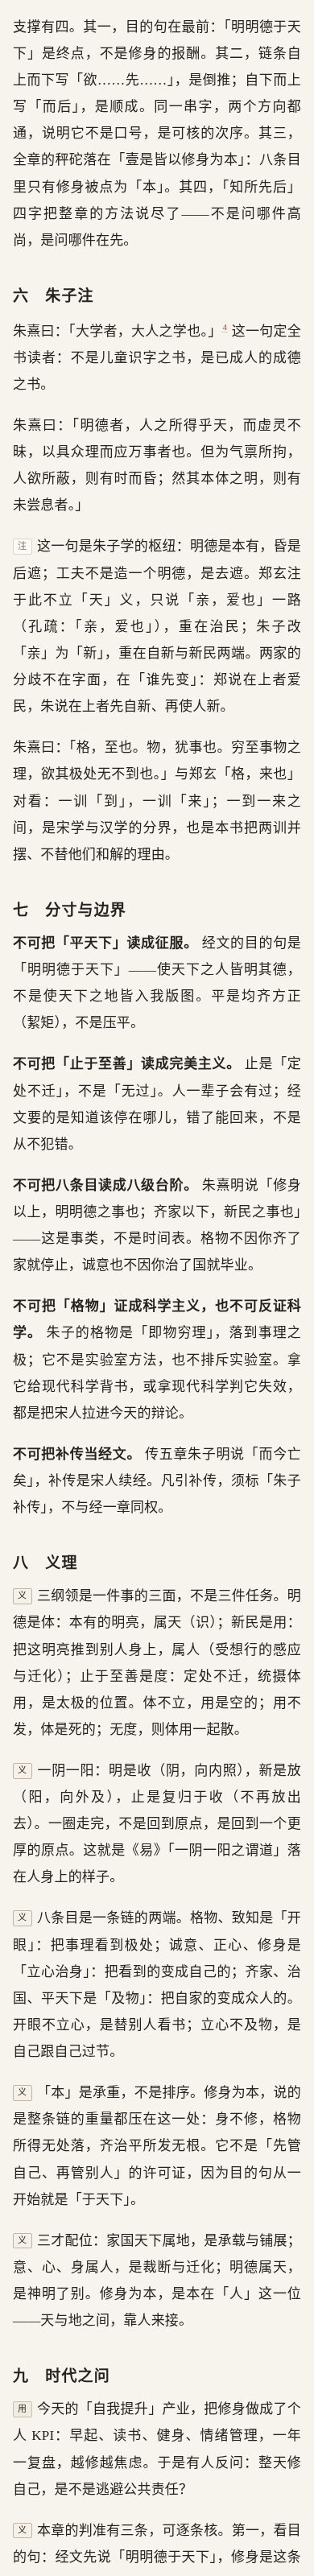 支撑有四。其一，目的句在最前：「明明德于天
下」是终点，不是修身的报酬。其二，链条自
上而下写「欲……先……」，是倒推；自下而上
写「而后」，是顺成。同一串字，两个方向都
通，说明它不是口号，是可核的次序。其三，
全章的秤砣落在「壹是皆以修身为本」：八条目
里只有修身被点为「本」。其四，「知所先后」
四字把整章的方法说尽了——不是问哪件高
尚，是问哪件在先。
六　朱子注
朱熹曰：「大学者，大人之学也。」4 这一句定全
书读者：不是儿童识字之书，是已成人的成德
之书。
朱熹曰：「明德者，人之所得乎天，而虚灵不
昧，以具众理而应万事者也。但为气禀所拘，
人欲所蔽，则有时而昏；然其本体之明，则有
未尝息者。」
注 这一句是朱子学的枢纽：明德是本有，昏是
后遮；工夫不是造一个明德，是去遮。郑玄注
于此不立「天」义，只说「亲，爱也」一路
（孔疏：「亲，爱也」），重在治民；朱子改
「亲」为「新」，重在自新与新民两端。两家的
分歧不在字面，在「谁先变」：郑说在上者爱
民，朱说在上者先自新、再使人新。
朱熹曰：「格，至也。物，犹事也。穷至事物之
理，欲其极处无不到也。」与郑玄「格，来也」
对看：一训「到」，一训「来」；一到一来之
间，是宋学与汉学的分界，也是本书把两训并
摆、不替他们和解的理由。
七　分寸与边界
不可把「平天下」读成征服。 经文的目的句是
「明明德于天下」——使天下之人皆明其德，
不是使天下之地皆入我版图。平是均齐方正
（絜矩），不是压平。
不可把「止于至善」读成完美主义。 止是「定
处不迁」，不是「无过」。人一辈子会有过；经
文要的是知道该停在哪儿，错了能回来，不是
从不犯错。
不可把八条目读成八级台阶。 朱熹明说「修身
以上，明明德之事也；齐家以下，新民之事也」
——这是事类，不是时间表。格物不因你齐了
家就停止，诚意也不因你治了国就毕业。
不可把「格物」证成科学主义，也不可反证科
学。 朱子的格物是「即物穷理」，落到事理之
极；它不是实验室方法，也不排斥实验室。拿
它给现代科学背书，或拿现代科学判它失效，
都是把宋人拉进今天的辩论。
不可把补传当经文。 传五章朱子明说「而今亡
矣」，补传是宋人续经。凡引补传，须标「朱子
补传」，不与经一章同权。
八　义理
义 三纲领是一件事的三面，不是三件任务。明
德是体：本有的明亮，属天（识）；新民是用：
把这明亮推到别人身上，属人（受想行的感应
与迁化）；止于至善是度：定处不迁，统摄体
用，是太极的位置。体不立，用是空的；用不
发，体是死的；无度，则体用一起散。
义 一阴一阳：明是收（阴，向内照），新是放
（阳，向外及），止是复归于收（不再放出
去）。一圈走完，不是回到原点，是回到一个更
厚的原点。这就是《易》「一阴一阳之谓道」落
在人身上的样子。
义 八条目是一条链的两端。格物、致知是「开
眼」：把事理看到极处；诚意、正心、修身是
「立心治身」：把看到的变成自己的；齐家、治
国、平天下是「及物」：把自家的变成众人的。
开眼不立心，是替别人看书；立心不及物，是
自己跟自己过节。
义 「本」是承重，不是排序。修身为本，说的
是整条链的重量都压在这一处：身不修，格物
所得无处落，齐治平所发无根。它不是「先管
自己、再管别人」的许可证，因为目的句从一
开始就是「于天下」。
义 三才配位：家国天下属地，是承载与铺展；
意、心、身属人，是裁断与迁化；明德属天，
是神明了别。修身为本，是本在「人」这一位
——天与地之间，靠人来接。
九　时代之问
用 今天的「自我提升」产业，把修身做成了个
人 KPI：早起、读书、健身、情绪管理，一年
一复盘，越修越焦虑。于是有人反问：整天修
自己，是不是逃避公共责任？
义 本章的判准有三条，可逐条核。第一，看目
的句：经文先说「明明德于天下」，修身是这条